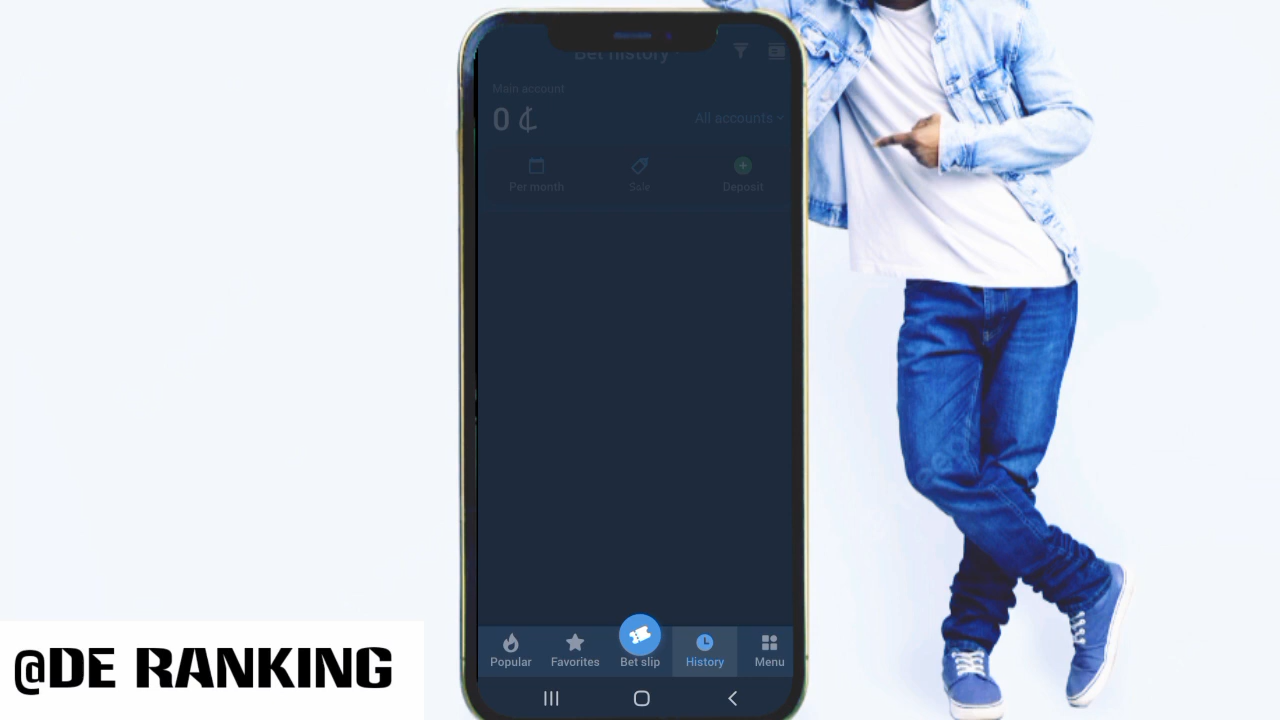 Bet history
Main account
0 ₵
All accounts
Per month
Sale
Deposit
Popular
Favorites
Bet slip
History
Menu
@DE RANKING